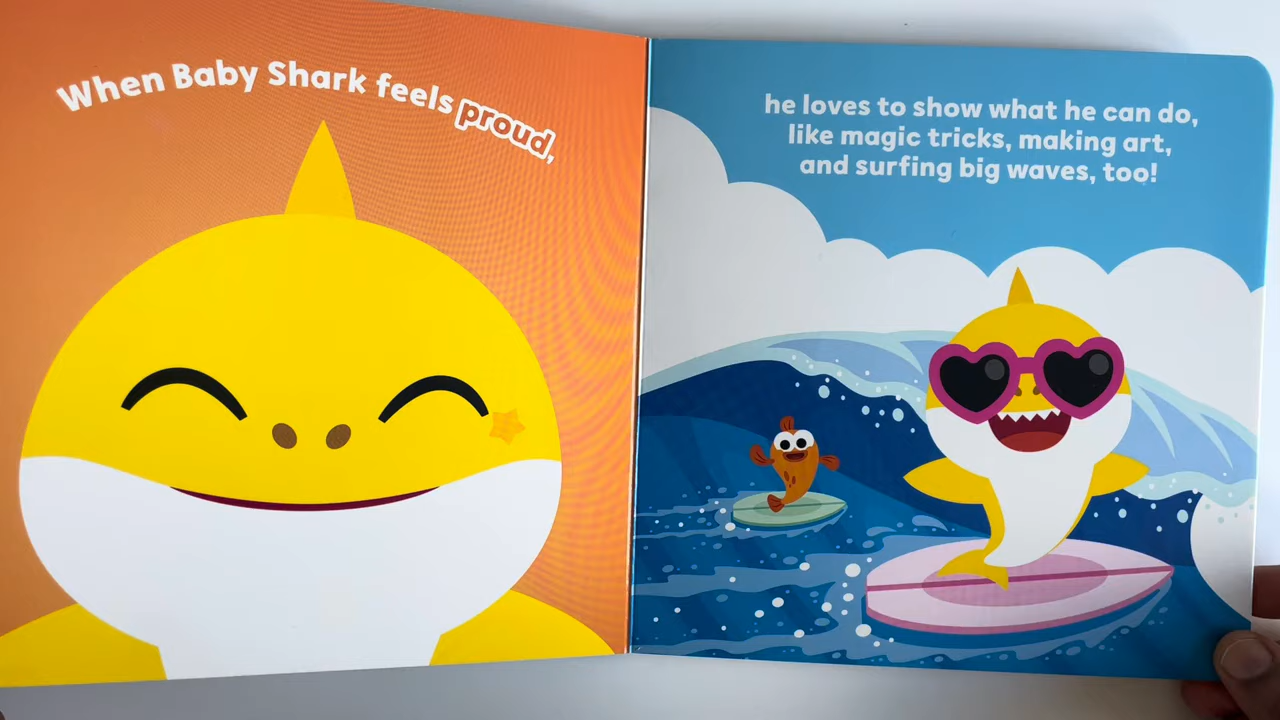 When Baby Shark feels proud,
he loves to show what he can do,
like magic tricks, making art,
and surfing big waves, too!